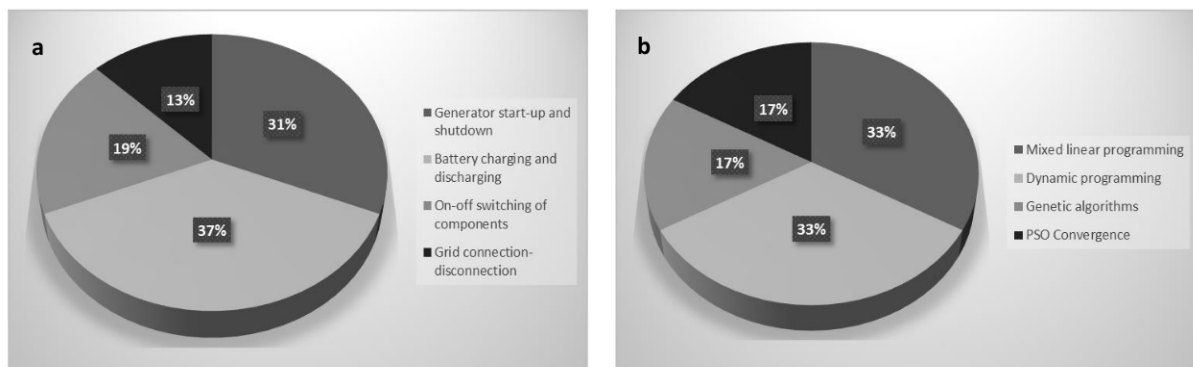 a
13%
31%
19%
37%
Generator start-up and
shutdown
Battery charging and
discharging
On-off switching of
components
Grid connection-
disconnection
b
17%
33%
17%
33%
Mixed linear programming
Dynamic programming
Genetic algorithms
PSO Convergence